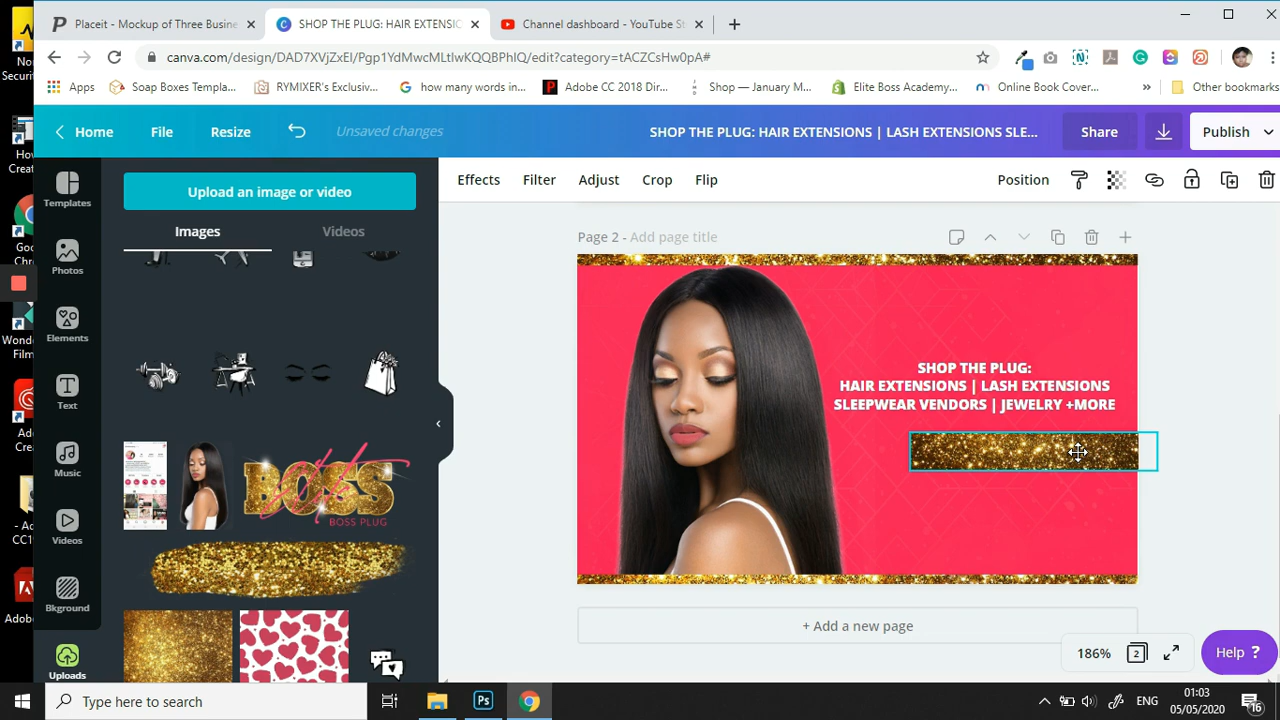 Placeit - Mockup of Three Busine
SHOP THE PLUG: HAIR EXTENSIC
Channel dashboard - YouTube St
canva.com/design/DAD7XVjZxEI/Pgp1YdMwcMLtIwKQQBPhIQ/edit?category=tACZCsHw0pA#
Apps
Soap Boxes Templa...
RYMIXER'S Exclusiv...
how many words in...
Adobe CC 2018 Dir...
Shop — January M...
Elite Boss Academy...
Online Book Cover...
Other bookmarks
Home
File
Resize
Unsaved changes
SHOP THE PLUG: HAIR EXTENSIONS | LASH EXTENSIONS SLE...
Share
Publish
Templates
Photos
Elements
Text
Music
Videos
Bkground
Uploads
Upload an image or video
Images
Videos
BOSS
BOSS PLUG
Effects
Filter
Adjust
Crop
Flip
Position
Page 2 - Add page title
SHOP THE PLUG:
HAIR EXTENSIONS | LASH EXTENSIONS
SLEEPWEAR VENDORS | JEWELRY +MORE
+ Add a new page
186%
2
Help ?
Type here to search
Ps
ENG
01:03
05/05/2020
16